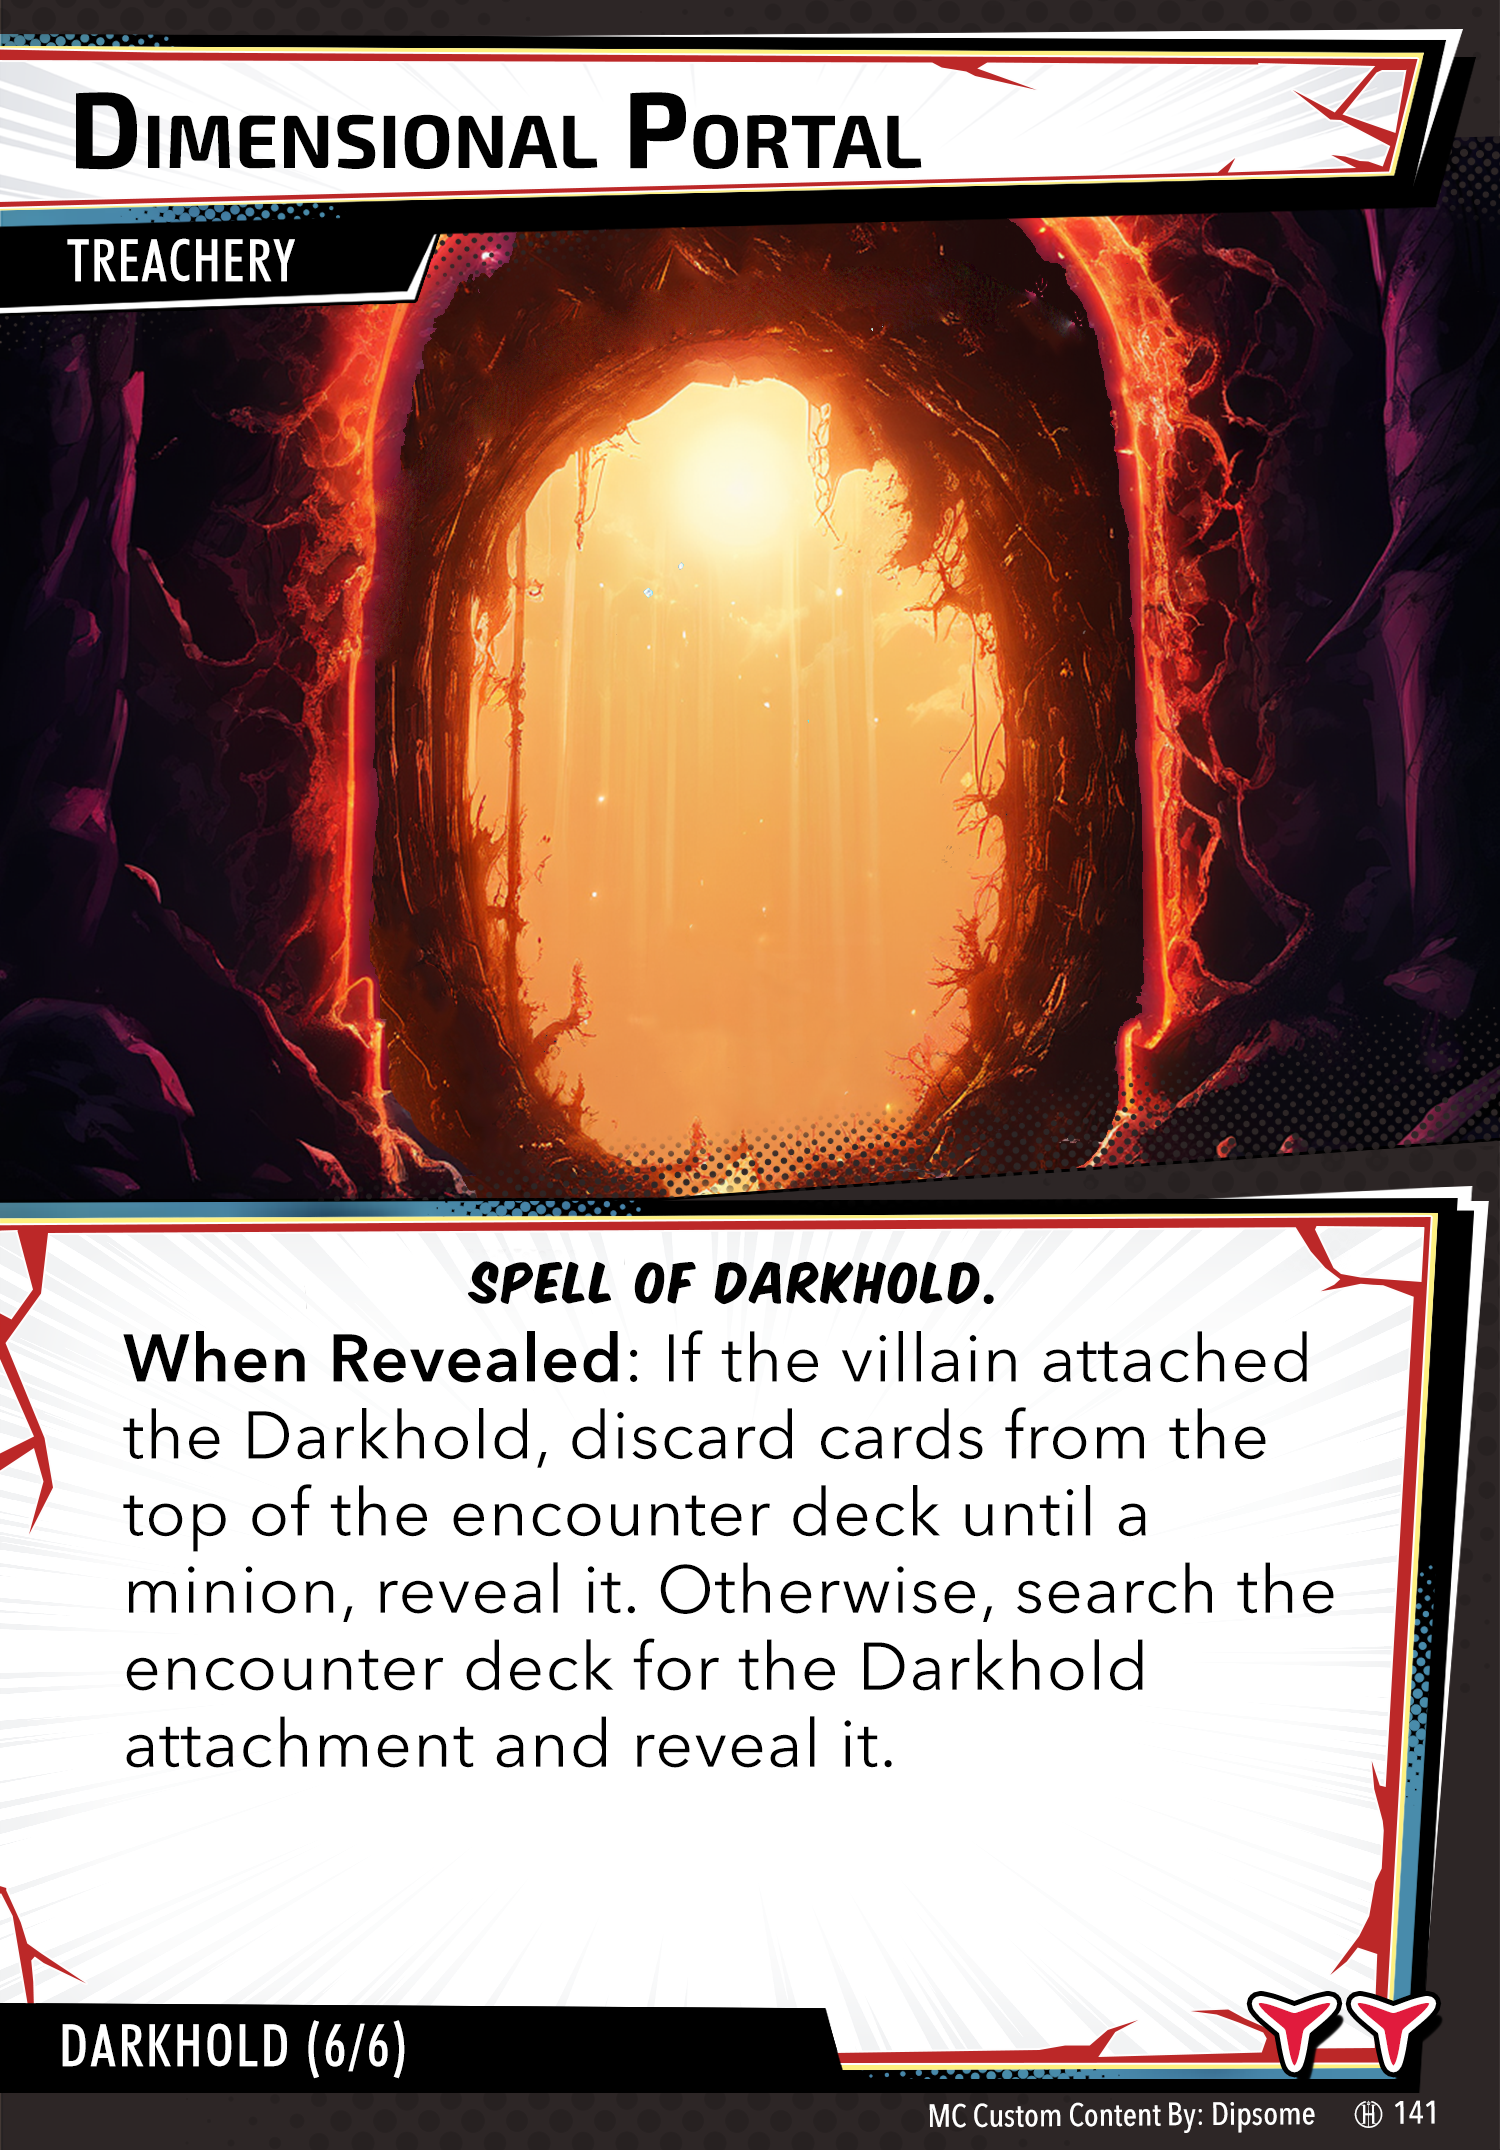 Dimensional Portal
TREACHERY
SPELL OF DARKHOLD.
When Revealed: If the villain attached
the Darkhold, discard cards from the
top of the encounter deck until a
minion, reveal it. Otherwise, search the
encounter deck for the Darkhold
attachment and reveal it.
DARKHOLD (6/6)
MC Custom Content By: Dipsome 141